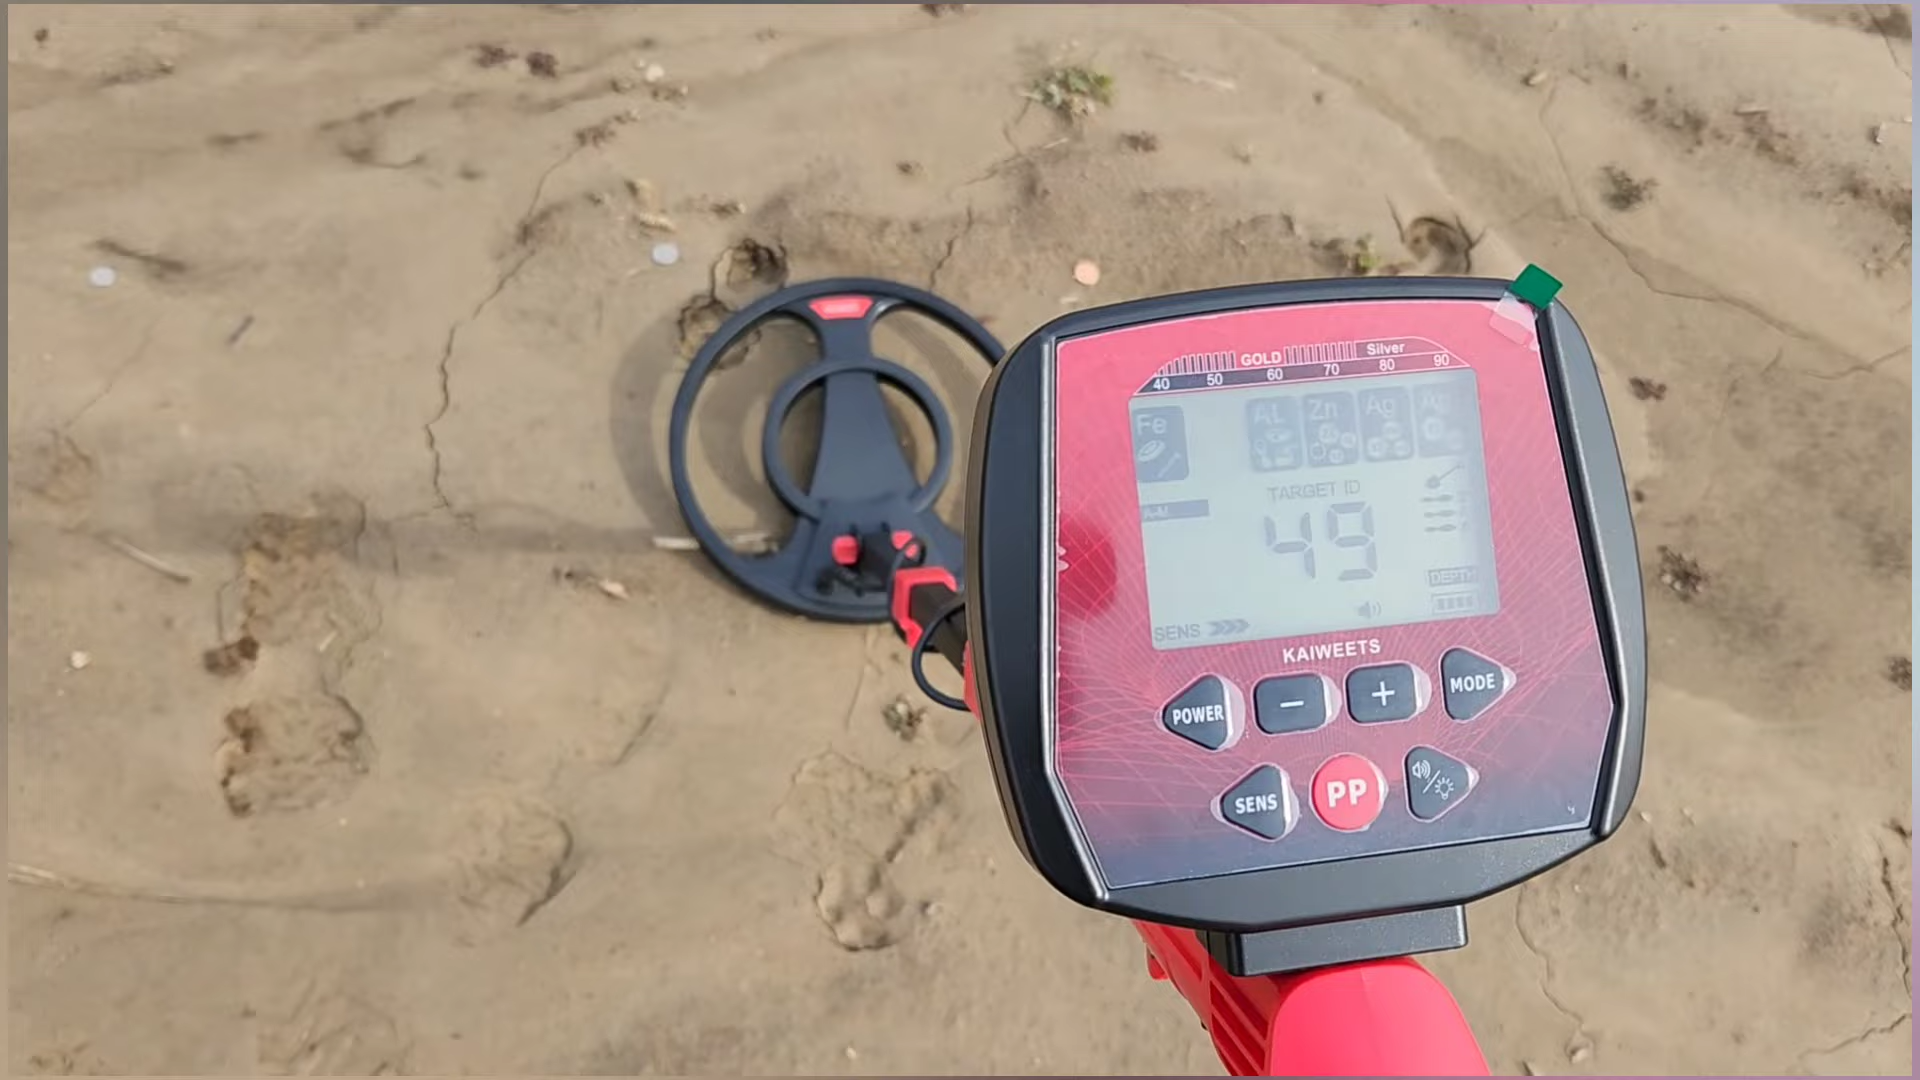 GOLD Silver
40 50 60 70 80 90
Fe AL Zn Ag
TARGET ID
A-M
49
DEPTH
SENS
KAIWEETS
POWER - + MODE
SENS PP